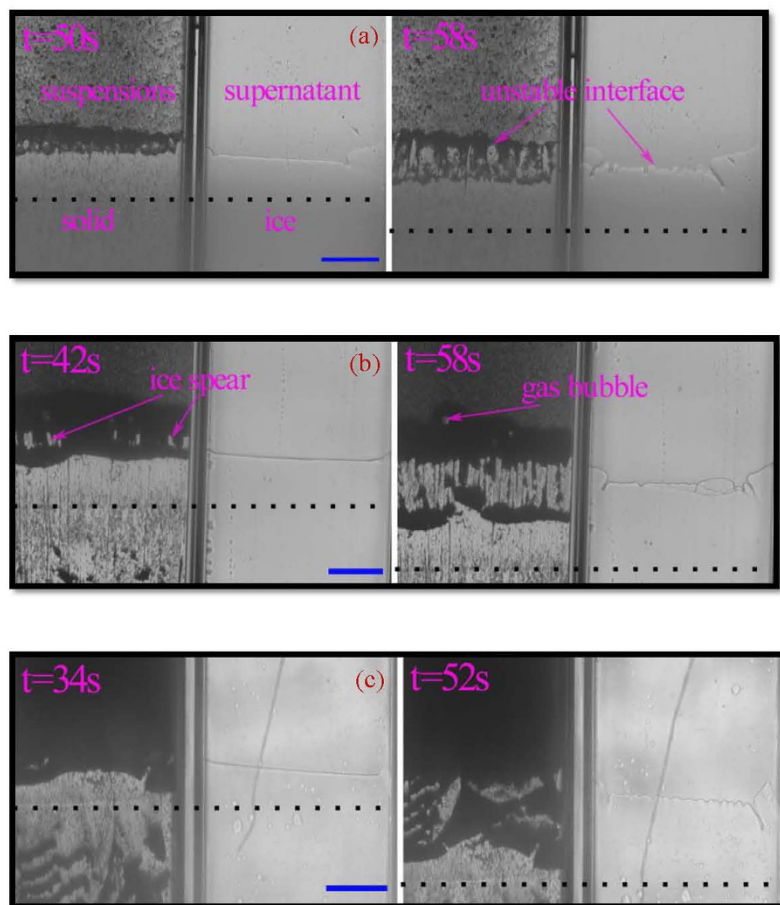 t=50s (a) t=58s
suspensions supernatant unstable interface
solid ice
t=42s (b) t=58s
ice spear gas bubble
t=34s (c) t=52s